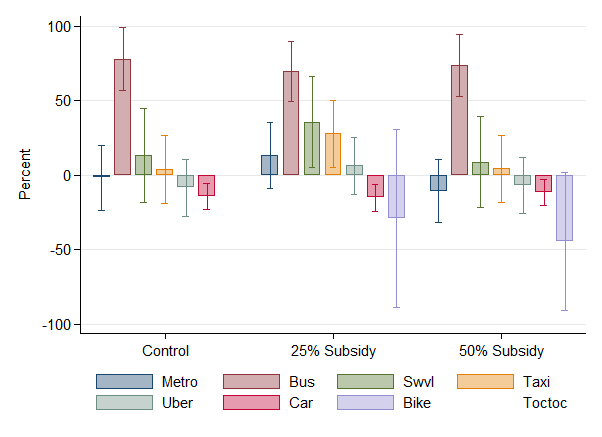 100
50
0
-50
-100
Percent
Control 25% Subsidy 50% Subsidy
Metro Bus Swvl Taxi
Uber Car Bike Toctoc